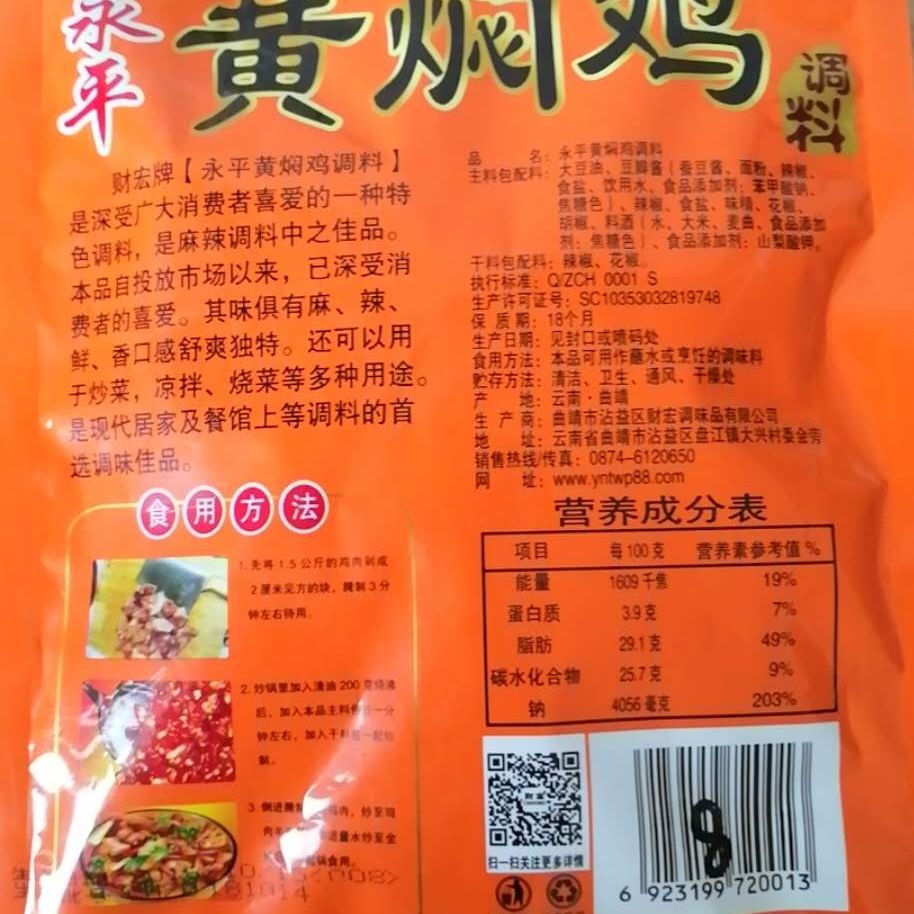 永平
黄焖鸡
调料
财宏牌【永平黄焖鸡调料】
是深受广大消费者喜爱的一种特
色调料，是麻辣调料中之佳品。
本品自投放市场以来，已深受消
费者的喜爱。其味俱有麻、辣、
鲜、香口感舒爽独特。还可以用
于炒菜，凉拌、烧菜等多种用途。
是现代居家及餐馆上等调料的首
选调味佳品。
品 名：永平黄焖鸡调料
主料包配料：大豆油、豆瓣酱（蚕豆酱、面粉、辣椒、
食盐、饮用水、食品添加剂：苯甲酸钠、
焦糖色）、辣椒、食盐、味精、花椒、
胡椒、料酒（水、大米、麦曲、食品添加
剂：焦糖色）、食品添加剂：山梨酸钾。
干料包配料：辣椒、花椒。
执行标准：Q/ZCH 0001 S
生产许可证号：SC10353032819748
保 质 期：18个月
生产日期：见封口或喷码处
食用方法：本品可用作蘸水或烹饪的调味料
贮存方法：清洁、卫生、通风、干燥处
产 地：云南·曲靖
生 产 商：曲靖市沾益区财宏调味品有限公司
地 址：云南省曲靖市沾益区盘江镇大兴村委会旁
销售热线/传真：0874-6120650
网 址：www.yntwp88.com
食用方法
1.先将1.5公斤的鸡肉剁成
2厘米见方的块，腌制3分
钟左右待用。
2.炒锅里加入清油200克烧沸
后，加入本品主料 一分
钟左右，加入干料 一起炒
制。
3.倒进腌 肉，炒至鸡
肉 量水炒至全
锅食用。
营养成分表
项目 每100克 营养素参考值%
能量 1609千焦 19%
蛋白质 3.9克 7%
脂肪 29.1克 49%
碳水化合物 25.7克 9%
钠 4056毫克 203%
扫一扫关注更多详情
6 923199 720013